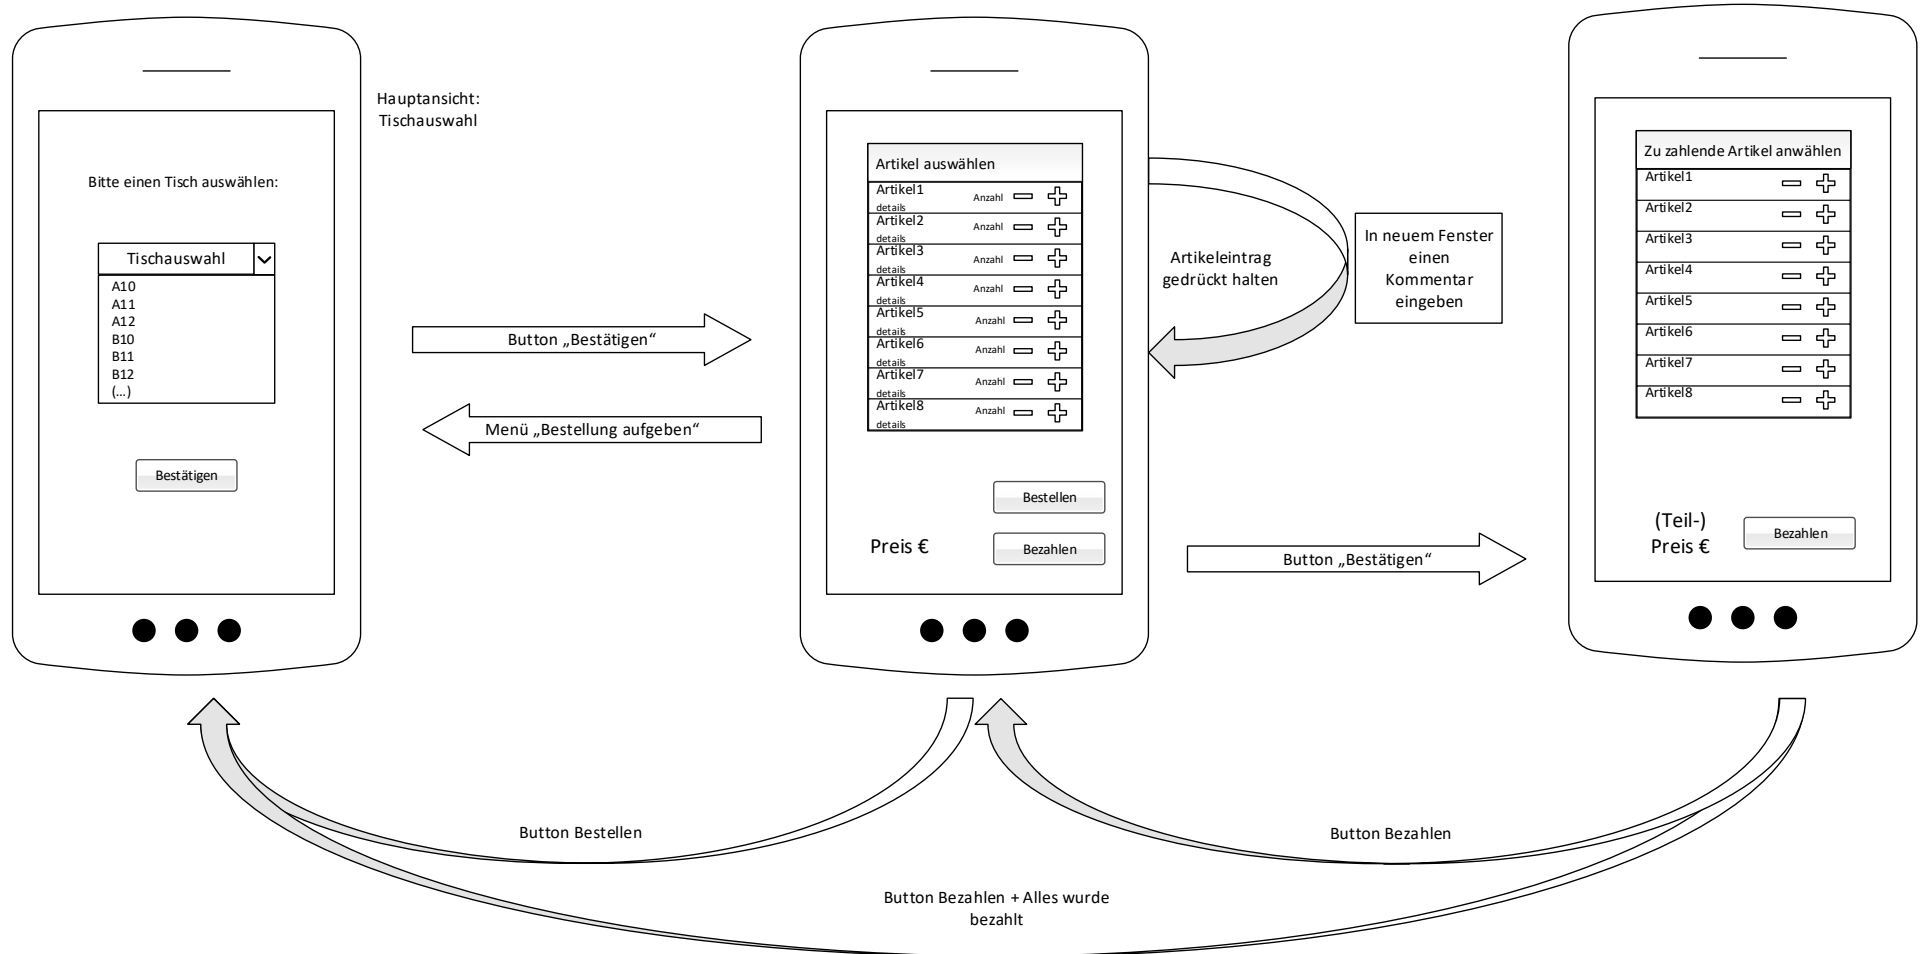 Hauptansicht:
Tischauswahl
Bitte einen Tisch auswählen:
Tischauswahl
A10
A11
A12
B10
B11
B12
(...)
Bestätigen
Button „Bestätigen“
Menü „Bestellung aufgeben“
Artikel auswählen
Artikel1
details
Anzahl
Artikel2
details
Anzahl
Artikel3
details
Anzahl
Artikel4
details
Anzahl
Artikel5
details
Anzahl
Artikel6
details
Anzahl
Artikel7
details
Anzahl
Artikel8
details
Anzahl
Bestellen
Preis €
Bezahlen
Artikeleintrag
gedrückt halten
In neuem Fenster
einen
Kommentar
eingeben
Button „Bestätigen“
Zu zahlende Artikel anwählen
Artikel1
Artikel2
Artikel3
Artikel4
Artikel5
Artikel6
Artikel7
Artikel8
(Teil-)
Preis €
Bezahlen
Button Bestellen
Button Bezahlen
Button Bezahlen + Alles wurde
bezahlt